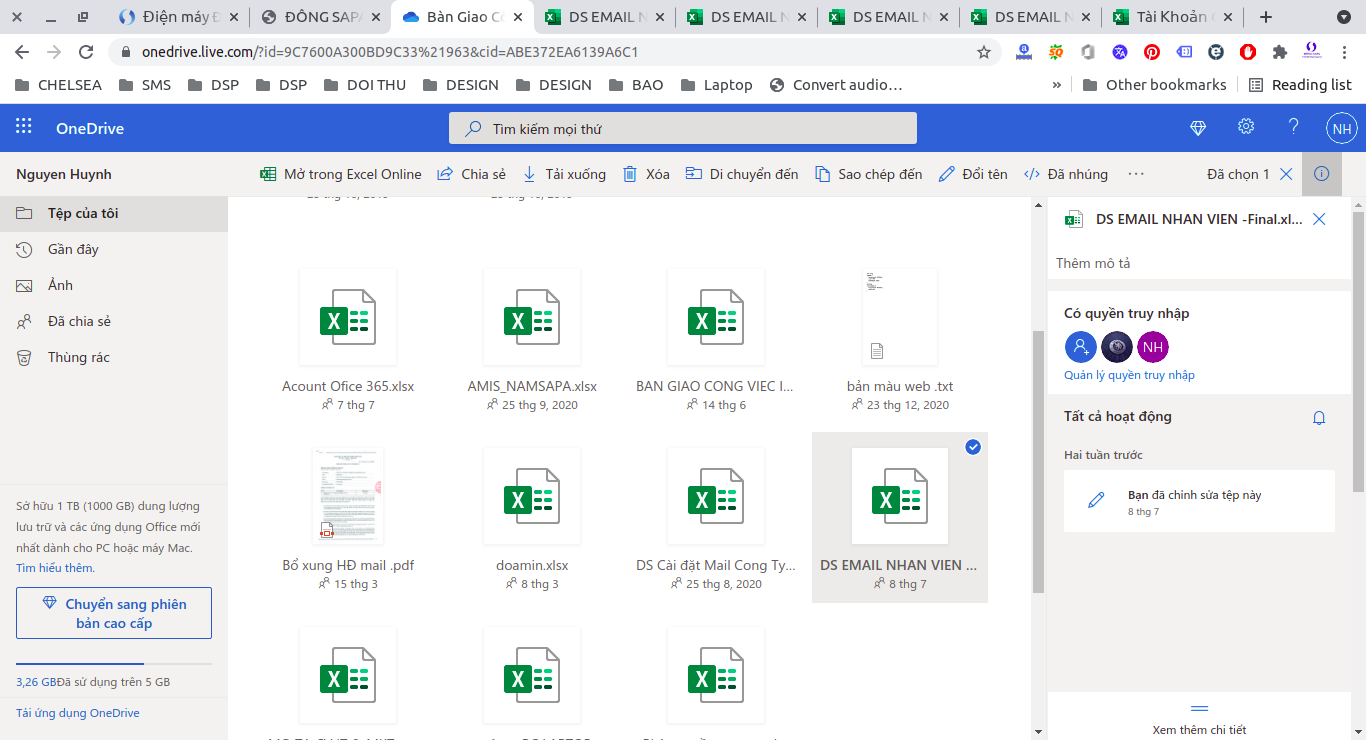 Điện máy Đ
ĐÔNG SAPA
Bàn Giao Cô
DS EMAIL N
DS EMAIL N
DS EMAIL N
DS EMAIL N
Tài Khoản
onedrive.live.com/?id=9C7600A300BD9C33%21963&cid=ABE372EA6139A6C1
CHELSEA
SMS
DSP
DSP
DOI THU
DESIGN
DESIGN
BAO
Laptop
Convert audio…
»
Other bookmarks
Reading list
OneDrive
Tìm kiếm mọi thứ
?
NH
Nguyen Huynh
Mở trong Excel Online
Chia sẻ
Tải xuống
Xóa
Di chuyển đến
Sao chép đến
Đổi tên
Đã nhúng
Đã chọn 1
Tệp của tôi
Gần đây
Ảnh
Đã chia sẻ
Thùng rác
Sở hữu 1 TB (1000 GB) dung lượng
lưu trữ và các ứng dụng Office mới
nhất dành cho PC hoặc máy Mac.
Tìm hiểu thêm.
Chuyển sang phiên
bản cao cấp
3,26 GBĐã sử dụng trên 5 GB
Tải ứng dụng OneDrive
Acount Office 365.xlsx
7 thg 7
AMIS_NAMSAPA.xlsx
25 thg 9, 2020
BAN GIAO CONG VIEC I…
14 thg 6
bản màu web .txt
23 thg 12, 2020
Bổ xung HĐ mail .pdf
15 thg 3
doamin.xlsx
8 thg 3
DS Cài đặt Mail Cong Ty…
25 thg 8, 2020
DS EMAIL NHAN VIEN …
8 thg 7
DS EMAIL NHAN VIEN -Final.xl…
Thêm mô tả
Có quyền truy nhập
NH
Quản lý quyền truy nhập
Tất cả hoạt động
Hai tuần trước
Bạn đã chỉnh sửa tệp này
8 thg 7
Xem thêm chi tiết